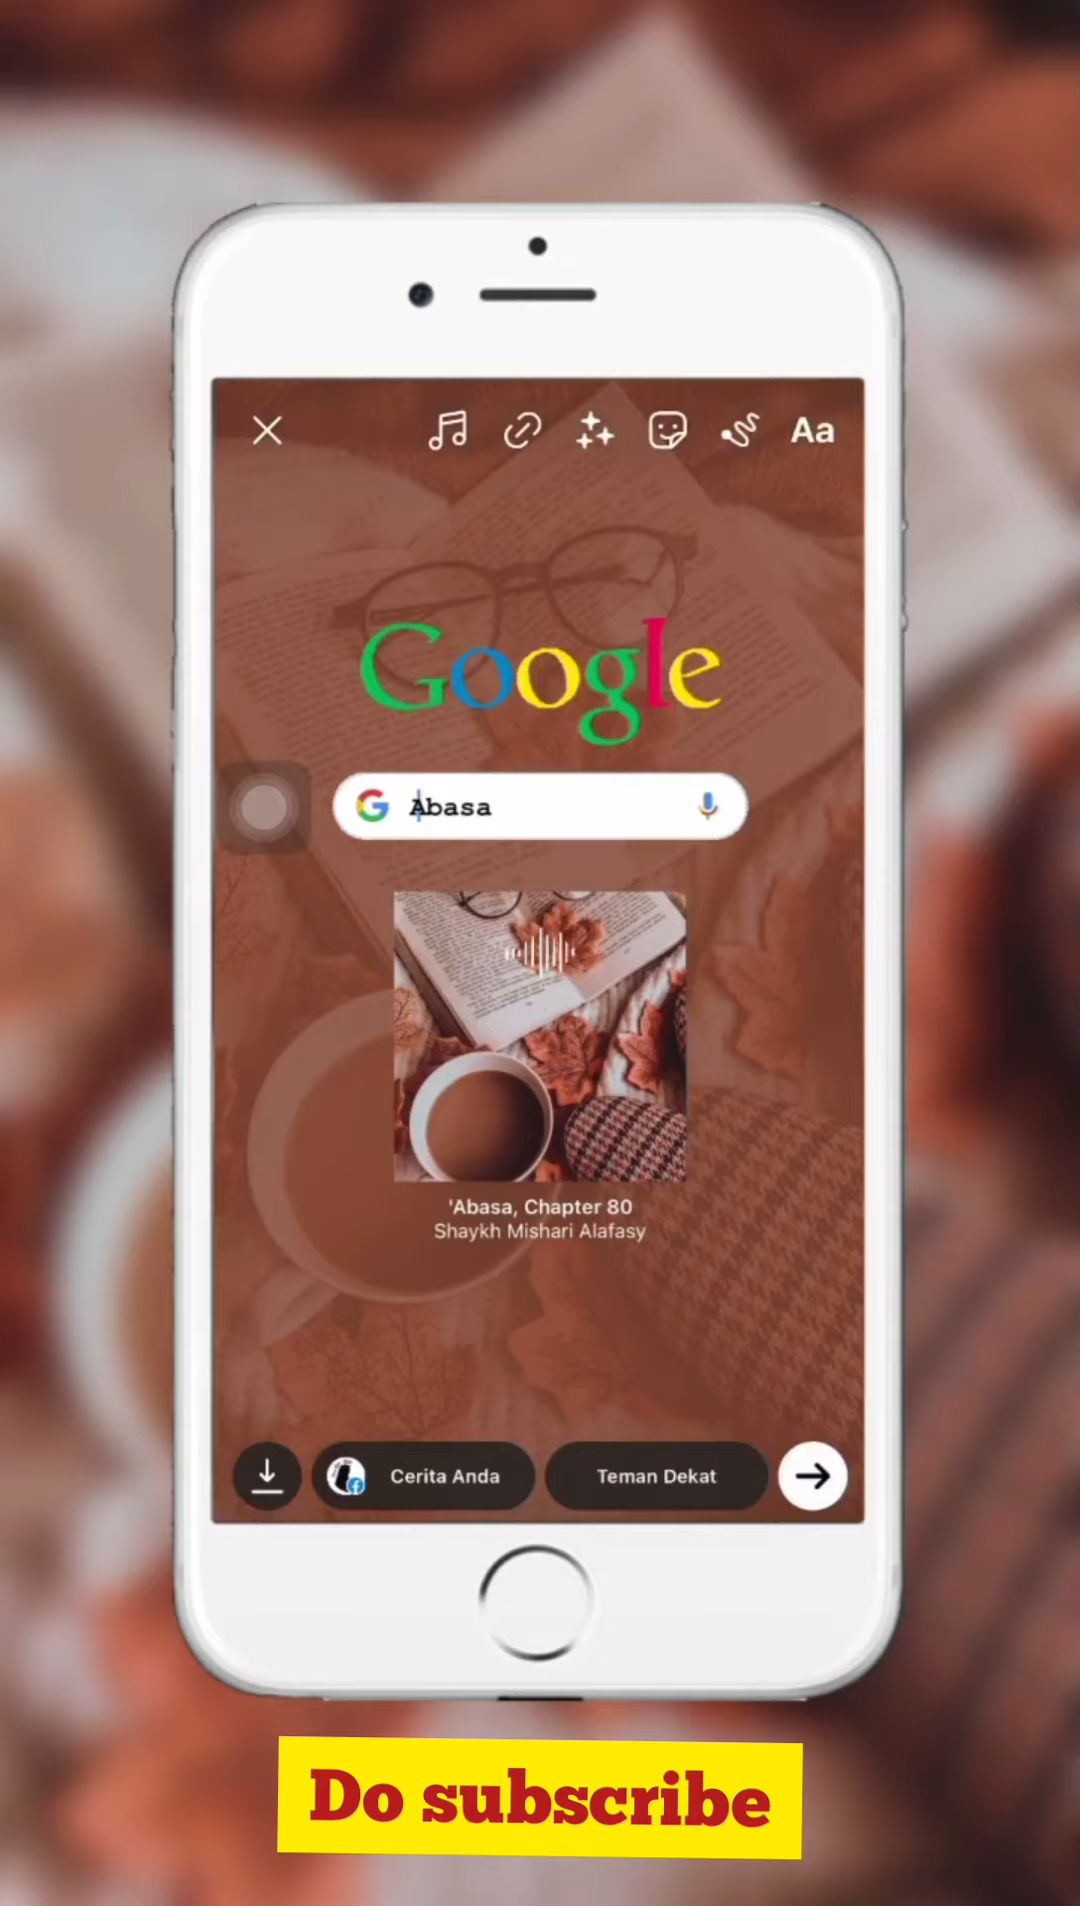 Aa
Google
G Abasa
'Abasa, Chapter 80
Shaykh Mishari Alafasy
Cerita Anda
Teman Dekat
Do subscribe